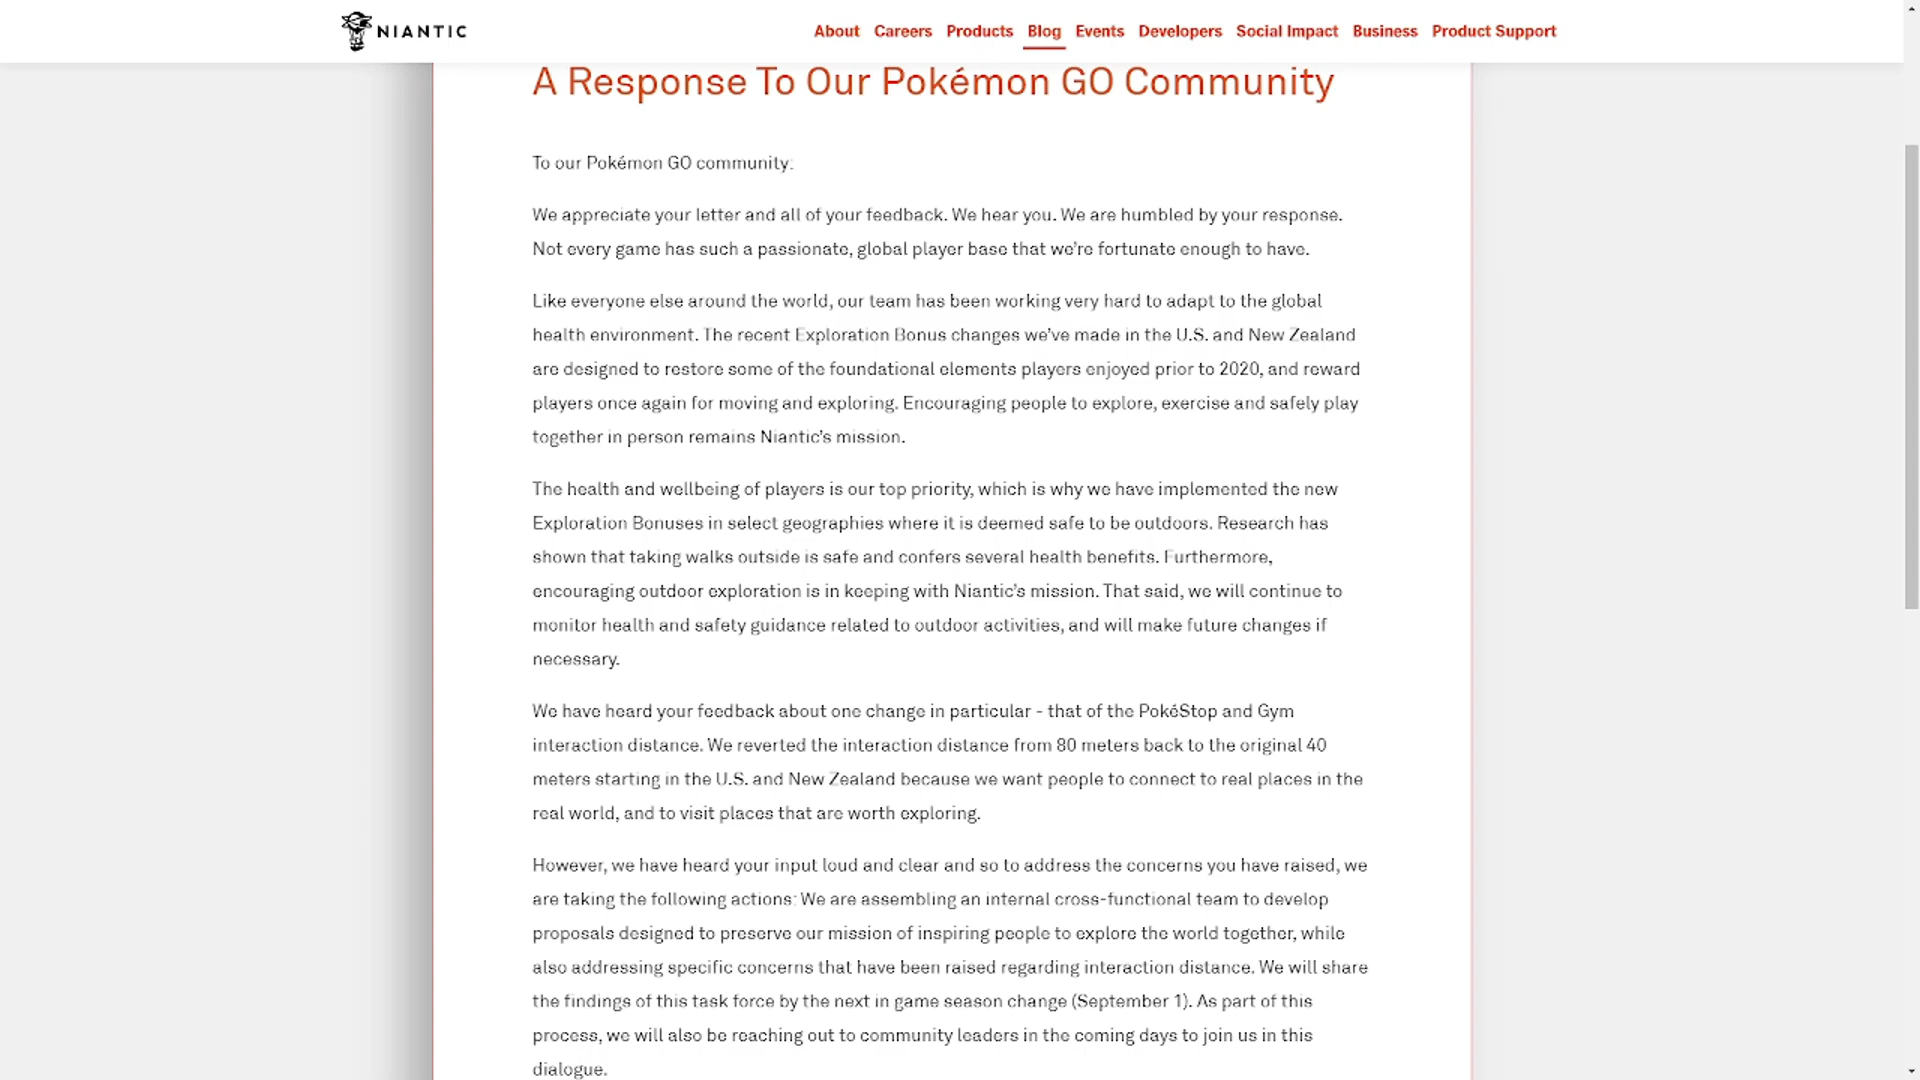 NIANTIC
About Careers Products Blog Events Developers Social Impact Business Product Support
A Response To Our Pokémon GO Community
To our Pokémon GO community:
We appreciate your letter and all of your feedback. We hear you. We are humbled by your response.
Not every game has such a passionate, global player base that we're fortunate enough to have.
Like everyone else around the world, our team has been working very hard to adapt to the global
health environment. The recent Exploration Bonus changes we've made in the U.S. and New Zealand
are designed to restore some of the foundational elements players enjoyed prior to 2020, and reward
players once again for moving and exploring. Encouraging people to explore, exercise and safely play
together in person remains Niantic's mission.
The health and wellbeing of players is our top priority, which is why we have implemented the new
Exploration Bonuses in select geographies where it is deemed safe to be outdoors. Research has
shown that taking walks outside is safe and confers several health benefits. Furthermore,
encouraging outdoor exploration is in keeping with Niantic's mission. That said, we will continue to
monitor health and safety guidance related to outdoor activities, and will make future changes if
necessary.
We have heard your feedback about one change in particular - that of the PokéStop and Gym
interaction distance. We reverted the interaction distance from 80 meters back to the original 40
meters starting in the U.S. and New Zealand because we want people to connect to real places in the
real world, and to visit places that are worth exploring.
However, we have heard your input loud and clear and so to address the concerns you have raised, we
are taking the following actions: We are assembling an internal cross-functional team to develop
proposals designed to preserve our mission of inspiring people to explore the world together, while
also addressing specific concerns that have been raised regarding interaction distance. We will share
the findings of this task force by the next in game season change (September 1). As part of this
process, we will also be reaching out to community leaders in the coming days to join us in this
dialogue.